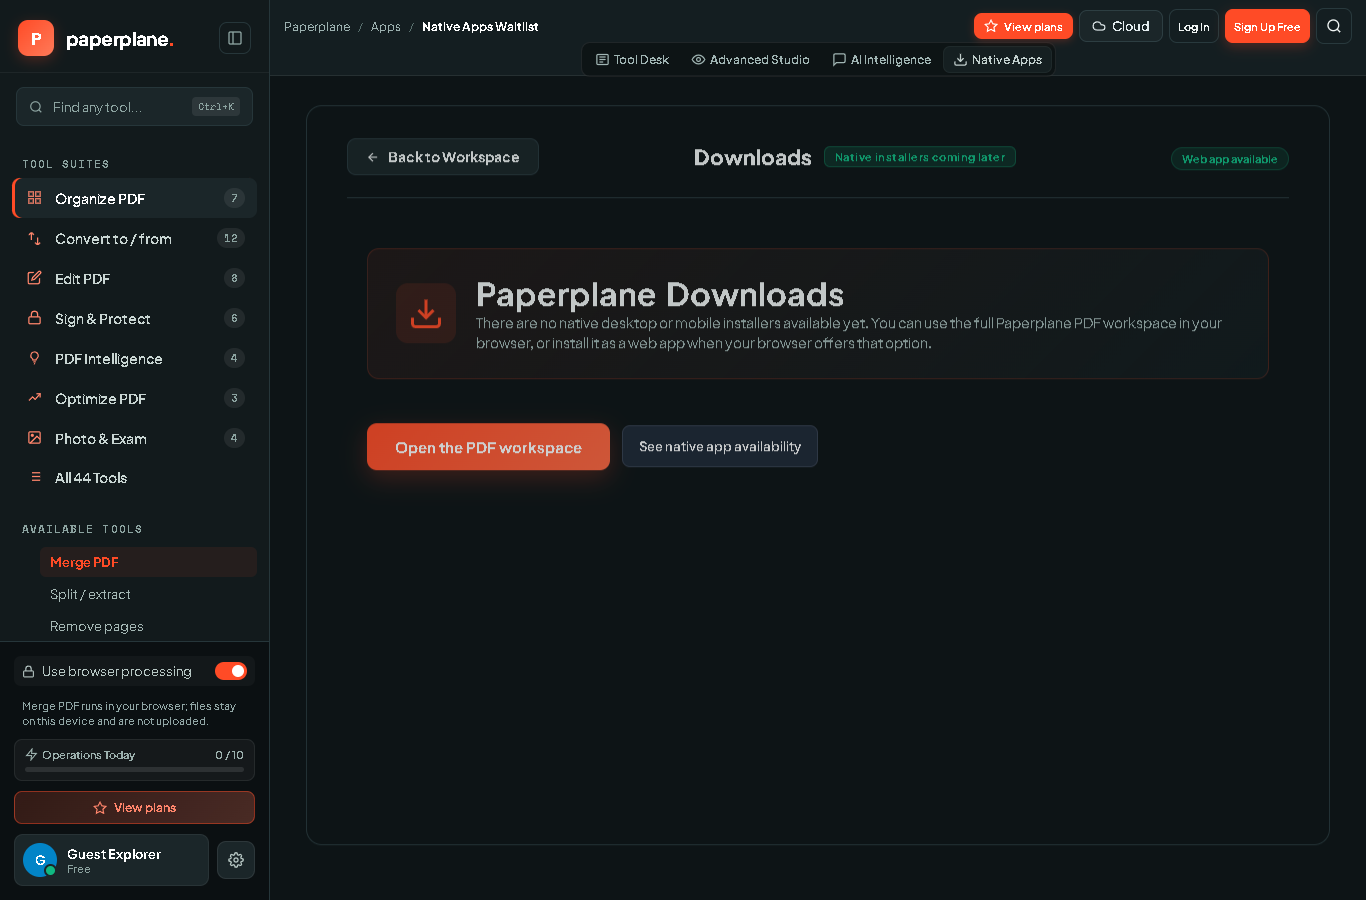 P paperplane.
Find any tool... Ctrl+K
TOOL SUITES
Organize PDF 7
Convert to / from 12
Edit PDF 8
Sign & Protect 6
PDF Intelligence 4
Optimize PDF 3
Photo & Exam 4
All 44 Tools
AVAILABLE TOOLS
Merge PDF
Split / extract
Remove pages
Use browser processing
Merge PDF runs in your browser; files stay
on this device and are not uploaded.
Operations Today 0 / 10
View plans
G Guest Explorer
Free
Paperplane / Apps / Native Apps Waitlist
View plans Cloud Log In Sign Up Free
Tool Desk Advanced Studio AI Intelligence Native Apps
Back to Workspace Downloads Native installers coming later Web app available
Paperplane Downloads
There are no native desktop or mobile installers available yet. You can use the full Paperplane PDF workspace in your
browser, or install it as a web app when your browser offers that option.
Open the PDF workspace See native app availability